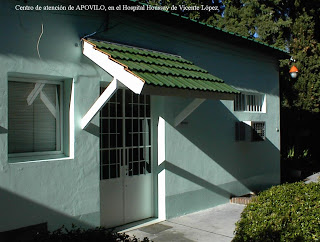 Centro de atención de APOVILO, en el Hospital Houssay de Vicente López.